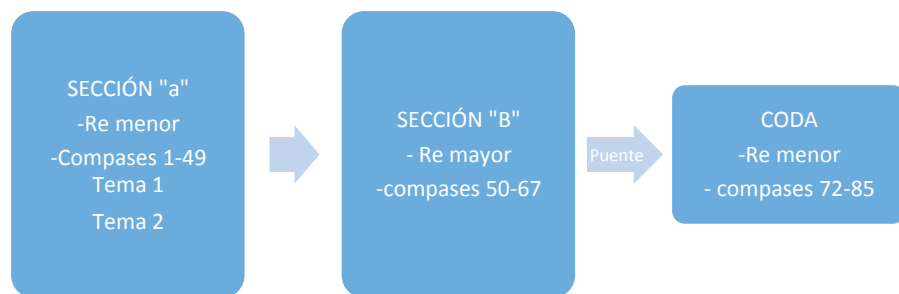 SECCIÓN "a"
-Re menor
-Compases 1-49
Tema 1
Tema 2
SECCIÓN "B"
- Re mayor
-compases 50-67
Puente
CODA
-Re menor
- compases 72-85